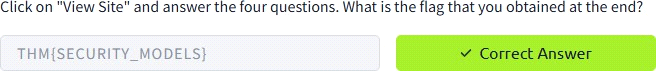 Click on "View Site" and answer the four questions. What is the flag that you obtained at the end?
THM{SECURITY_MODELS}
✓ Correct Answer